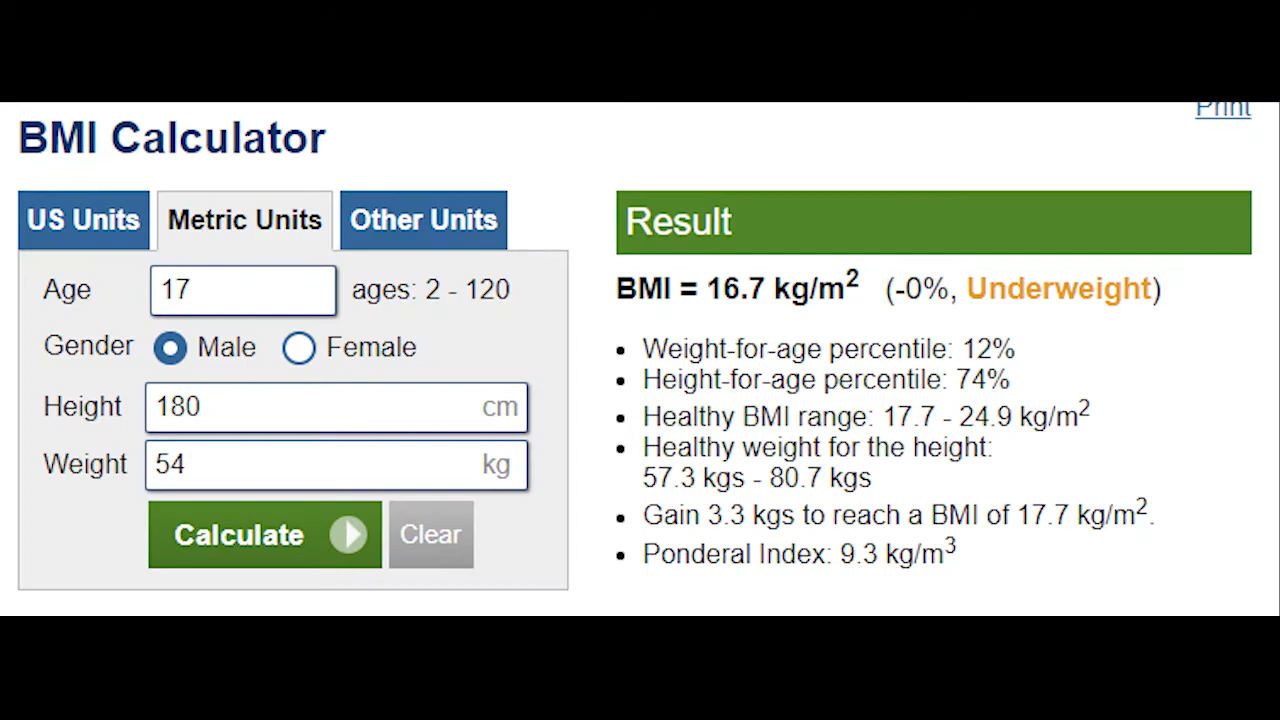 Print
BMI Calculator
US Units Metric Units Other Units
Age 17 ages: 2 - 120
Gender Male Female
Height 180 cm
Weight 54 kg
Calculate Clear
Result
BMI = 16.7 kg/m² (-0%, Underweight)
Weight-for-age percentile: 12%
Height-for-age percentile: 74%
Healthy BMI range: 17.7 - 24.9 kg/m²
Healthy weight for the height:
57.3 kgs - 80.7 kgs
Gain 3.3 kgs to reach a BMI of 17.7 kg/m².
Ponderal Index: 9.3 kg/m³